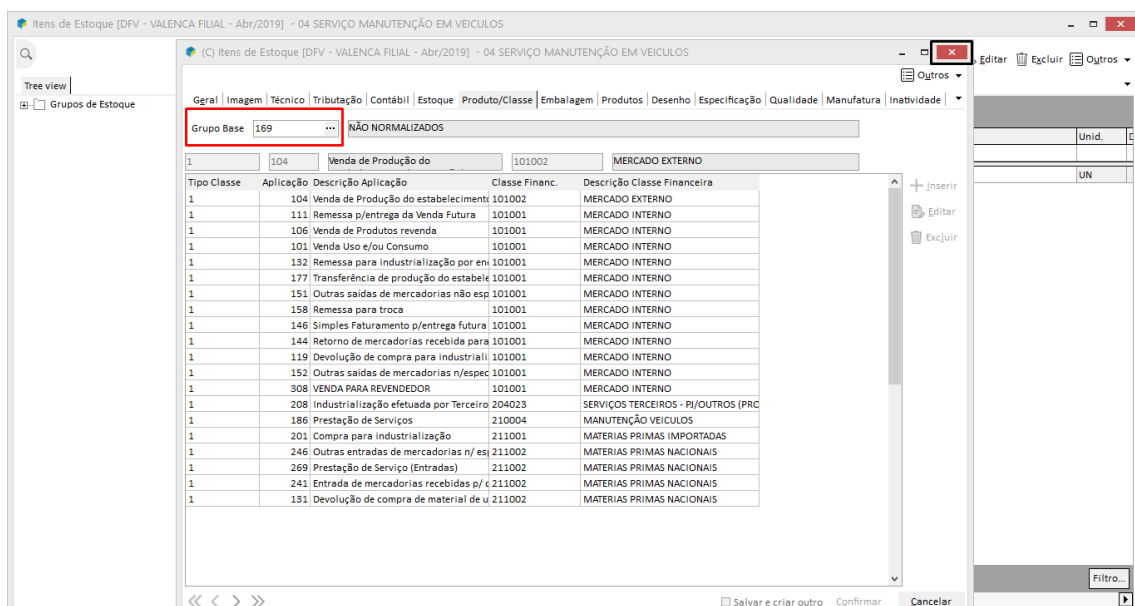 Itens de Estoque [DFV - VALENCA FILIAL - Abr/2019] - 04 SERVIÇO MANUTENÇÃO EM VEICULOS
(C) Itens de Estoque [DFV - VALENCA FILIAL - Abr/2019] - 04 SERVIÇO MANUTENÇÃO EM VEICULOS
Editar Excluir Outros
Outros
Tree view
Grupos de Estoque
Geral Imagem Técnico Tributação Contábil Estoque Produto/Classe Embalagem Produtos Desenho Especificação Qualidade Manufatura Inatividade
Grupo Base 169 ... NÃO NORMALIZADOS
Unid.
1 104 Venda de Produção do 101002 MERCADO EXTERNO
UN
Tipo Classe Aplicação Descrição Aplicação Classe Financ. Descrição Classe Financeira
Inserir
Editar
Excluir
1 104 Venda de Produção do estabeleciment 101002 MERCADO EXTERNO
1 111 Remessa p/entrega da Venda Futura 101001 MERCADO INTERNO
1 106 Venda de Produtos revenda 101001 MERCADO INTERNO
1 101 Venda Uso e/ou Consumo 101001 MERCADO INTERNO
1 132 Remessa para industrialização por en 101001 MERCADO INTERNO
1 177 Transferência de produção do estabele 101001 MERCADO INTERNO
1 151 Outras saídas de mercadorias não esp 101001 MERCADO INTERNO
1 158 Remessa para troca 101001 MERCADO INTERNO
1 146 Simples Faturamento p/entrega futura 101001 MERCADO INTERNO
1 144 Retorno de mercadorias recebida para 101001 MERCADO INTERNO
1 119 Devolução de compra para industriali 101001 MERCADO INTERNO
1 152 Outras saídas de mercadorias n/espec 101001 MERCADO INTERNO
1 308 VENDA PARA REVENDEDOR 101001 MERCADO INTERNO
1 208 Industrialização efetuada por Terceiro 204023 SERVIÇOS TERCEIROS - PJ/OUTROS (PRO
1 186 Prestação de Serviços 210004 MANUTENÇÃO VEICULOS
1 201 Compra para industrialização 211001 MATERIAS PRIMAS IMPORTADAS
1 246 Outras entradas de mercadorias n/ es 211002 MATERIAS PRIMAS NACIONAIS
1 269 Prestação de Serviço (Entradas) 211002 MATERIAS PRIMAS NACIONAIS
1 241 Entrada de mercadorias recebidas p/ 211002 MATERIAS PRIMAS NACIONAIS
1 131 Devolução de compra de material de u 211002 MATERIAS PRIMAS NACIONAIS
Filtro...
Salvar e criar outro Confirmar Cancelar